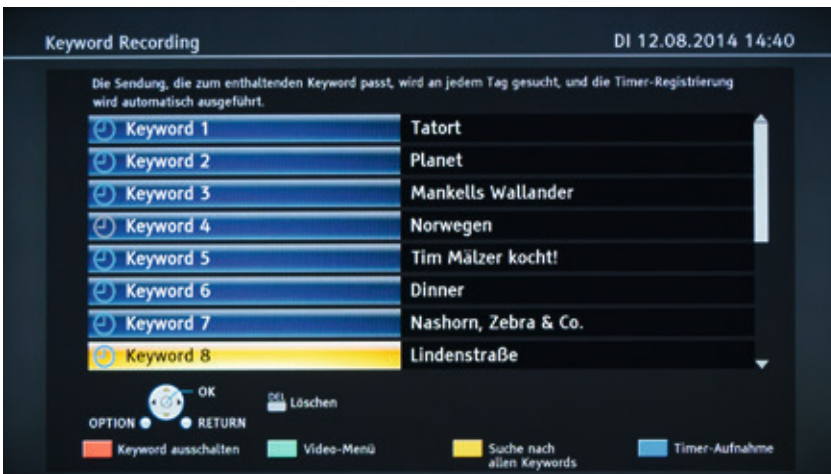 Keyword Recording DI 12.08.2014 14:40
Die Sendung, die zum enthaltenden Keyword passt, wird an jedem Tag gesucht, und die Timer-Registrierung
wird automatisch ausgeführt.
Keyword 1 Tatort
Keyword 2 Planet
Keyword 3 Mankells Wallander
Keyword 4 Norwegen
Keyword 5 Tim Mälzer kocht!
Keyword 6 Dinner
Keyword 7 Nashorn, Zebra & Co.
Keyword 8 Lindenstraße
OK
DEL Löschen
OPTION RETURN
Keyword ausschalten Video-Menü Suche nach Timer-Aufnahme
allen Keywords